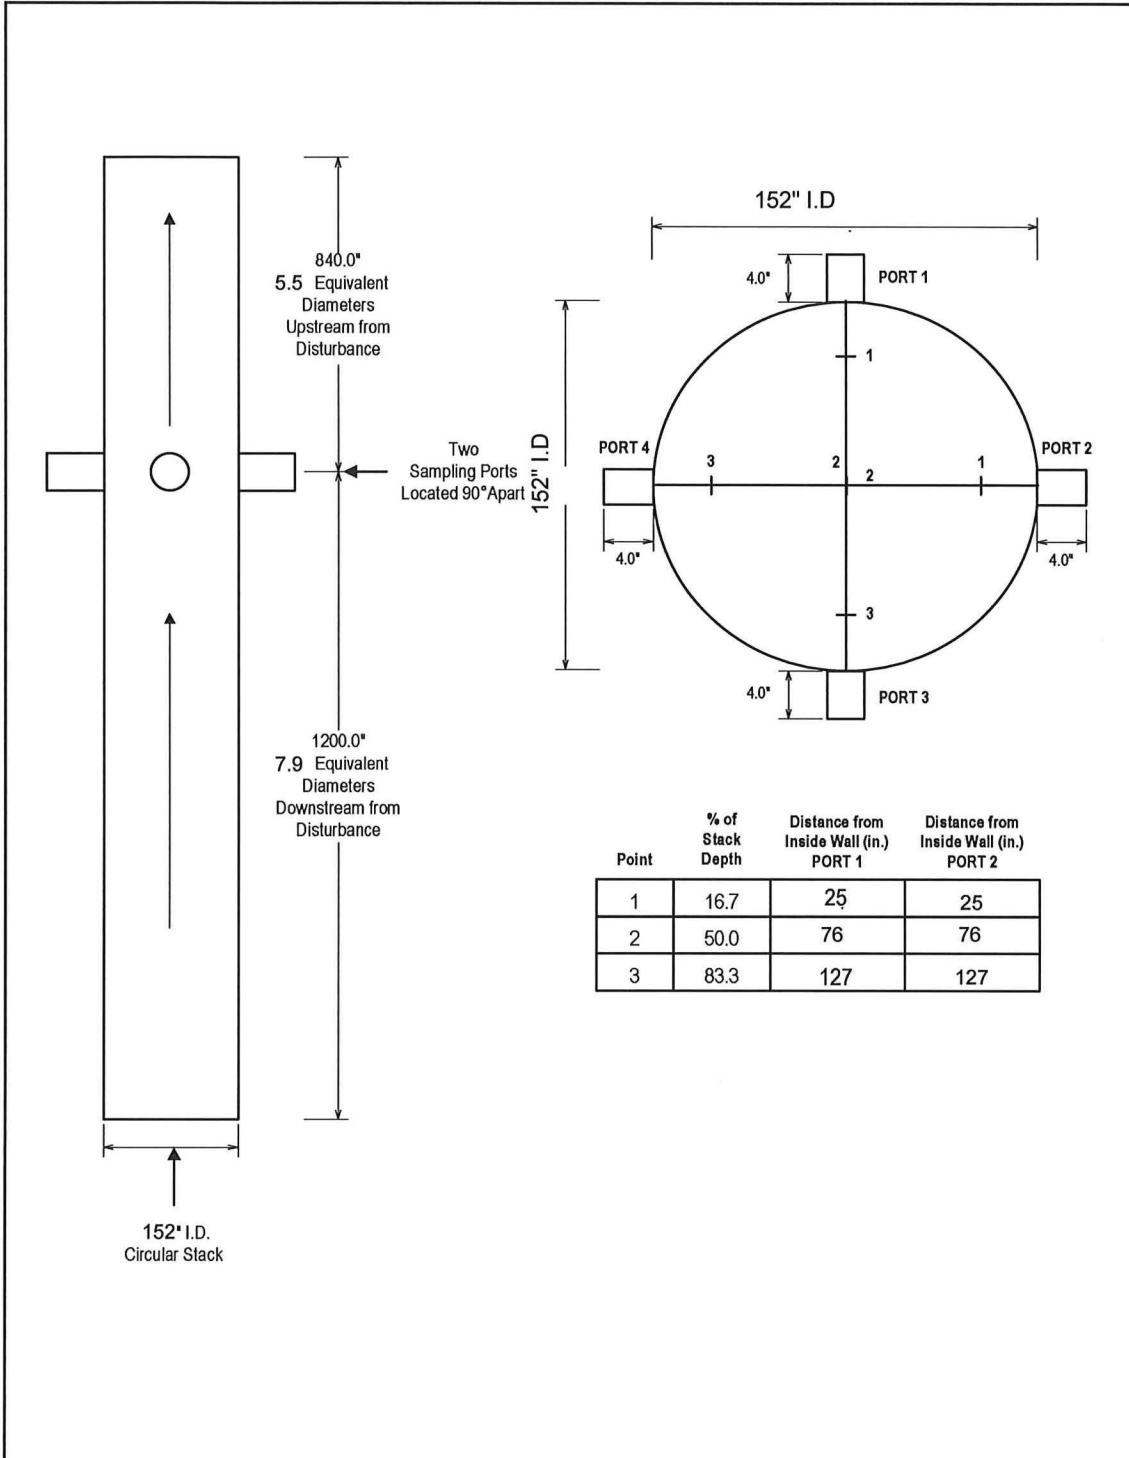 840.0"
5.5 Equivalent
Diameters
Upstream from
Disturbance
Two
Sampling Ports
Located 90°Apart
1200.0"
7.9 Equivalent
Diameters
Downstream from
Disturbance
152" I.D.
Circular Stack
152" I.D
4.0"
PORT 1
1
152" I.D
PORT 4
3
2
2
1
PORT 2
4.0"
4.0"
3
4.0"
PORT 3
Point
% of
Stack
Depth
Distance from
Inside Wall (in.)
PORT 1
Distance from
Inside Wall (in.)
PORT 2
1 16.7 25 25
2 50.0 76 76
3 83.3 127 127